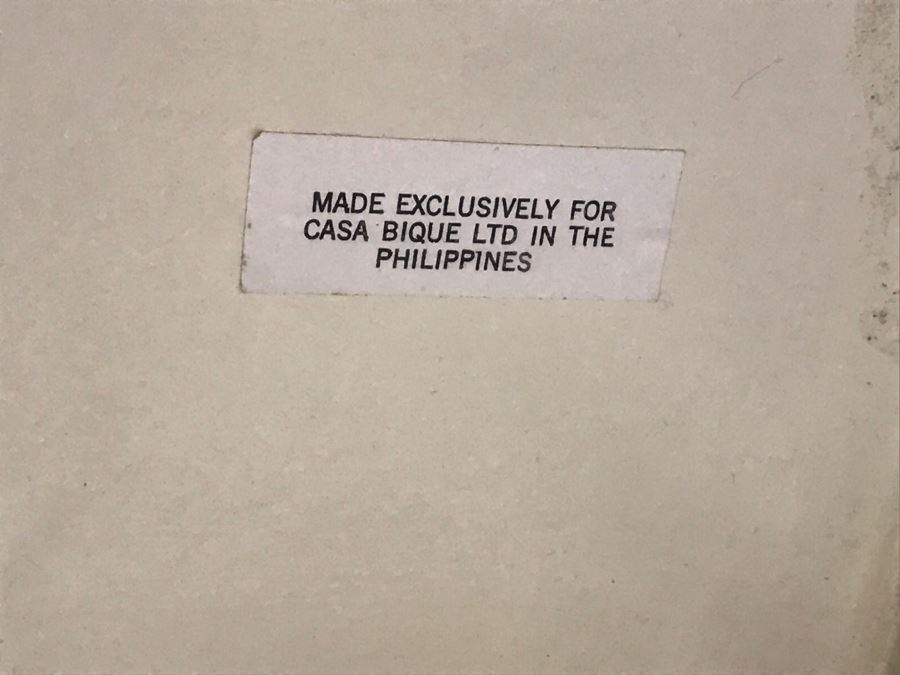 MADE EXCLUSIVELY FOR
CASA BIQUE LTD IN THE
PHILIPPINES